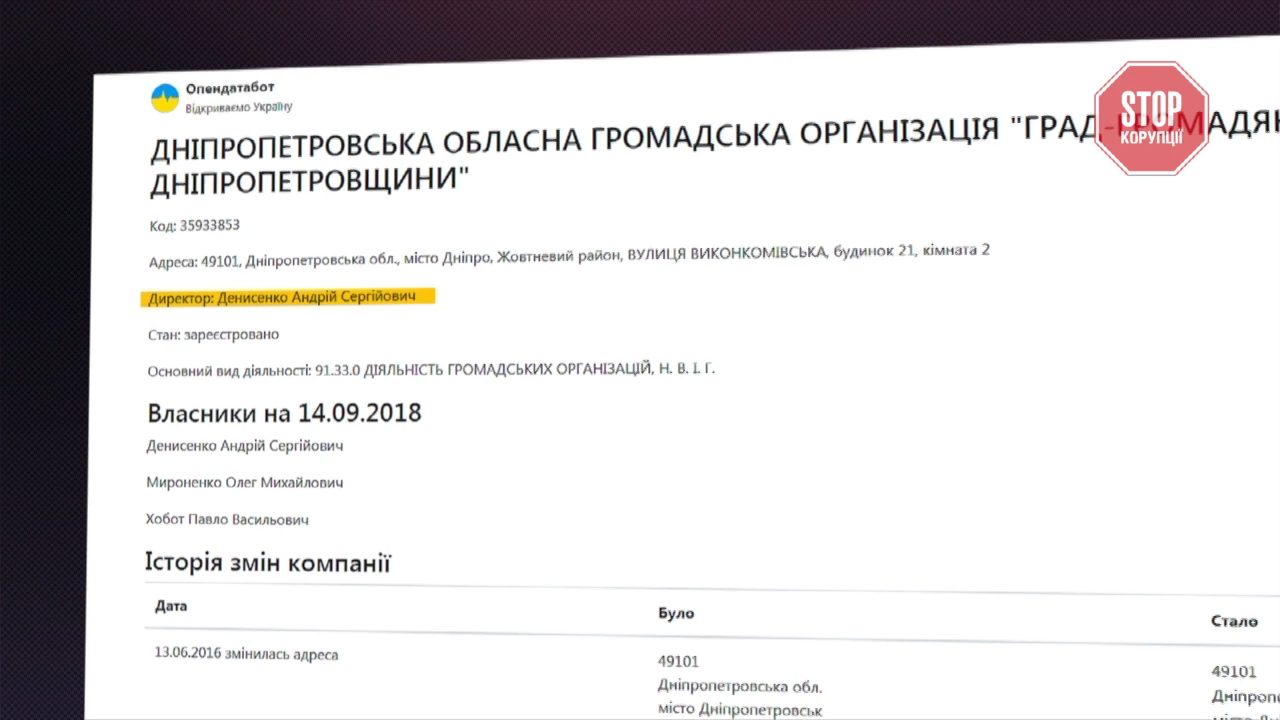 Опендатабот
Відкриваємо Україну
STOP
КОРУПЦІЇ
ДНІПРОПЕТРОВСЬКА ОБЛАСНА ГРОМАДСЬКА ОРГАНІЗАЦІЯ "ГРАД-
ДНІПРОПЕТРОВЩИНИ"
Код: 35933853
Адреса: 49101, Дніпропетровська обл., місто Дніпро, Жовтневий район, ВУЛИЦЯ ВИКОНКОМІВСЬКА, будинок 21, кімната 2
Директор: Денисенко Андрій Сергійович
Стан: зареєстровано
Основний вид діяльності: 91.33.0 ДІЯЛЬНІСТЬ ГРОМАДСЬКИХ ОРГАНІЗАЦІЙ, Н. В. І. Г.
Власники на 14.09.2018
Денисенко Андрій Сергійович
Мироненко Олег Михайлович
Хобот Павло Васильович
Історія змін компанії
Дата Було Стало
13.06.2016 змінилась адреса 49101 49101
Дніпропетровська обл.
місто Дніпропетровськ